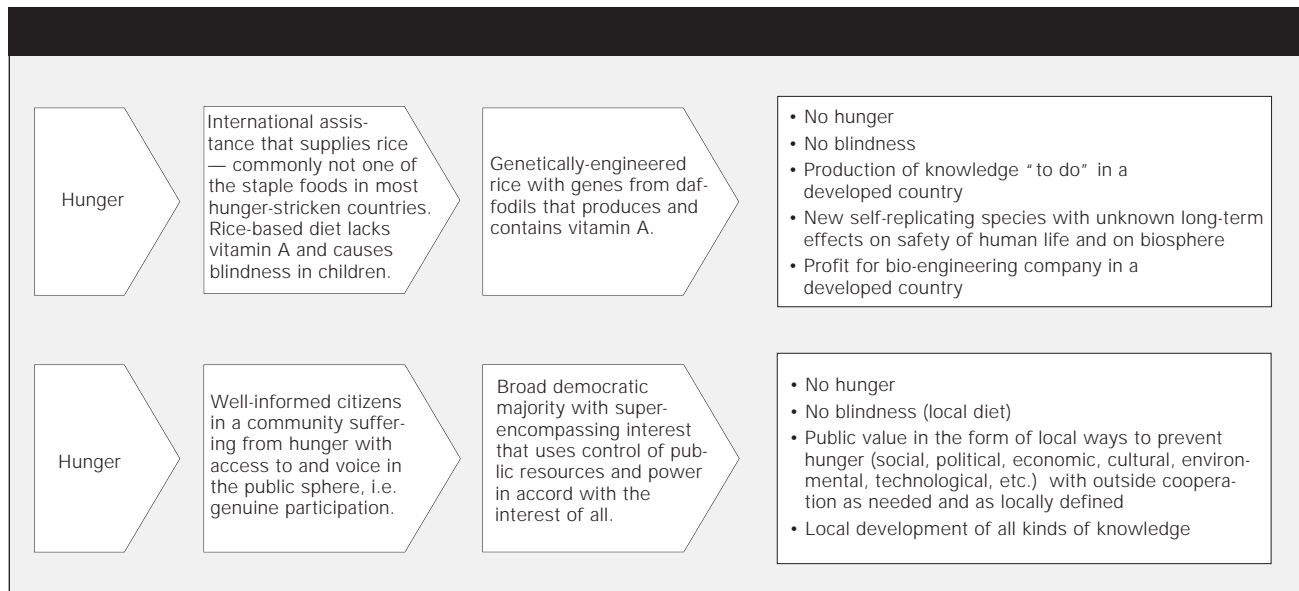 Hunger
International assis-
tance that supplies rice
— commonly not one of
the staple foods in most
hunger-stricken countries.
Rice-based diet lacks
vitamin A and causes
blindness in children.
Genetically-engineered
rice with genes from daf-
fodils that produces and
contains vitamin A.
• No hunger
• No blindness
• Production of knowledge “to do” in a
developed country
• New self-replicating species with unknown long-term
effects on safety of human life and on biosphere
• Profit for bio-engineering company in a
developed country
Hunger
Well-informed citizens
in a community suffer-
ing from hunger with
access to and voice in
the public sphere, i.e.
genuine participation.
Broad democratic
majority with super-
encompassing interest
that uses control of pub-
lic resources and power
in accord with the
interest of all.
• No hunger
• No blindness (local diet)
• Public value in the form of local ways to prevent
hunger (social, political, economic, cultural, environ-
mental, technological, etc.) with outside coopera-
tion as needed and as locally defined
• Local development of all kinds of knowledge